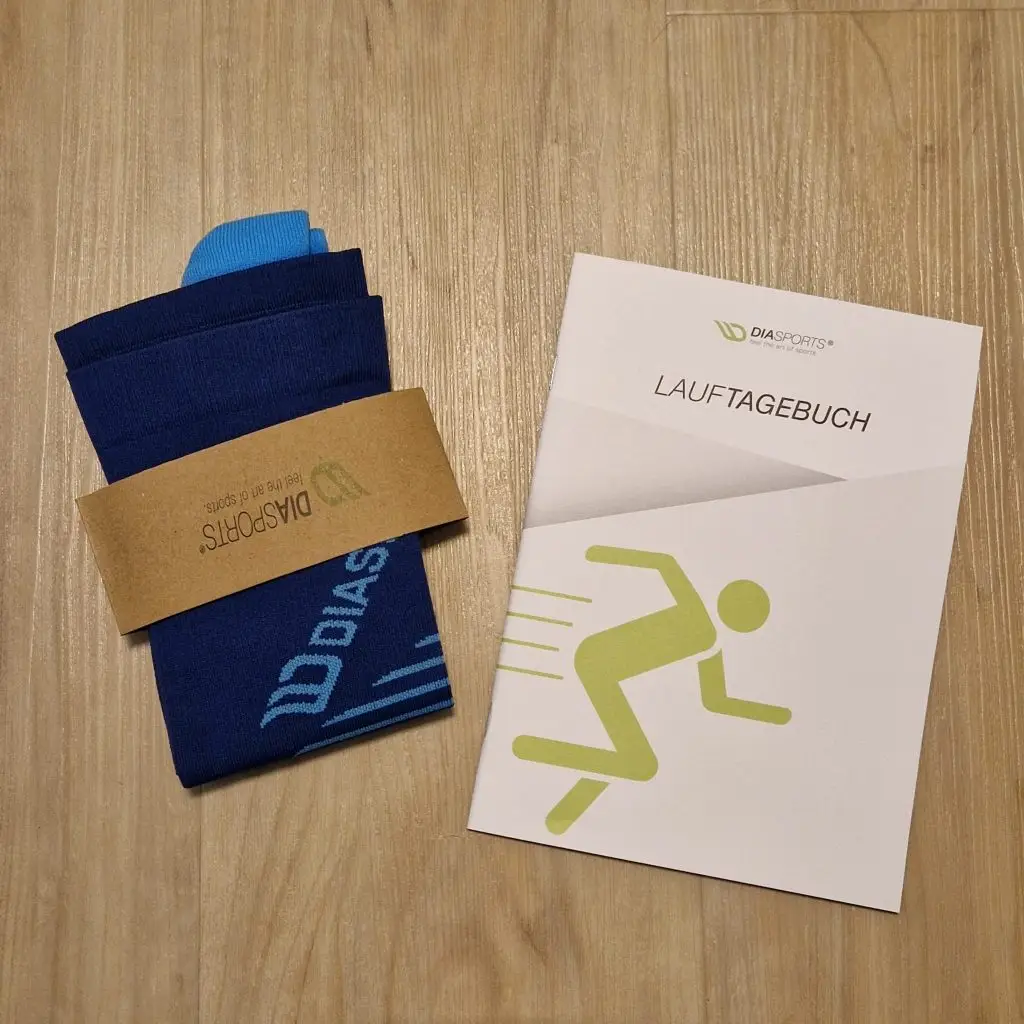 DIASPORTS®
feel the art of sports.
DIAS
DIASPORTS®
feel the art of sports
LAUFTAGEBUCH